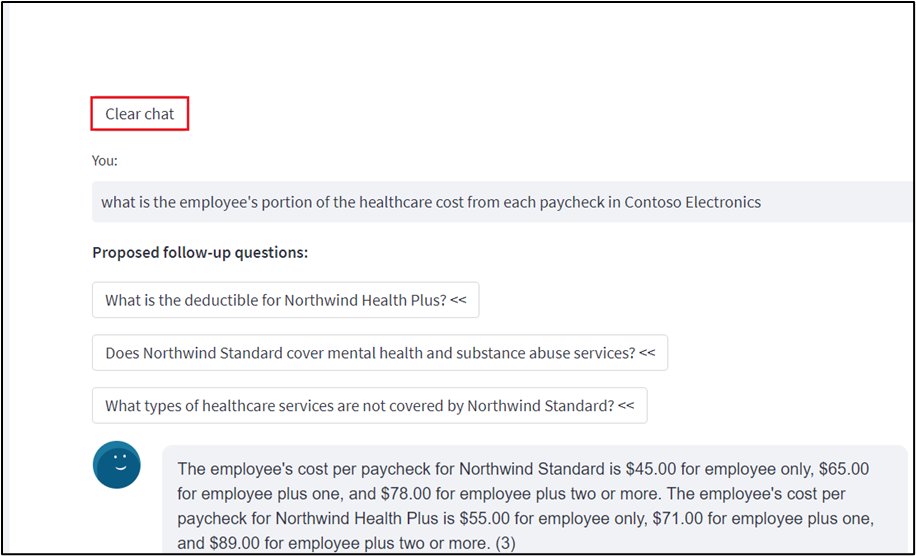 Clear chat
You:
what is the employee's portion of the healthcare cost from each paycheck in Contoso Electronics
Proposed follow-up questions:
What is the deductible for Northwind Health Plus? <<
Does Northwind Standard cover mental health and substance abuse services? <<
What types of healthcare services are not covered by Northwind Standard? <<
The employee's cost per paycheck for Northwind Standard is $45.00 for employee only, $65.00
for employee plus one, and $78.00 for employee plus two or more. The employee's cost per
paycheck for Northwind Health Plus is $55.00 for employee only, $71.00 for employee plus one,
and $89.00 for employee plus two or more. (3)